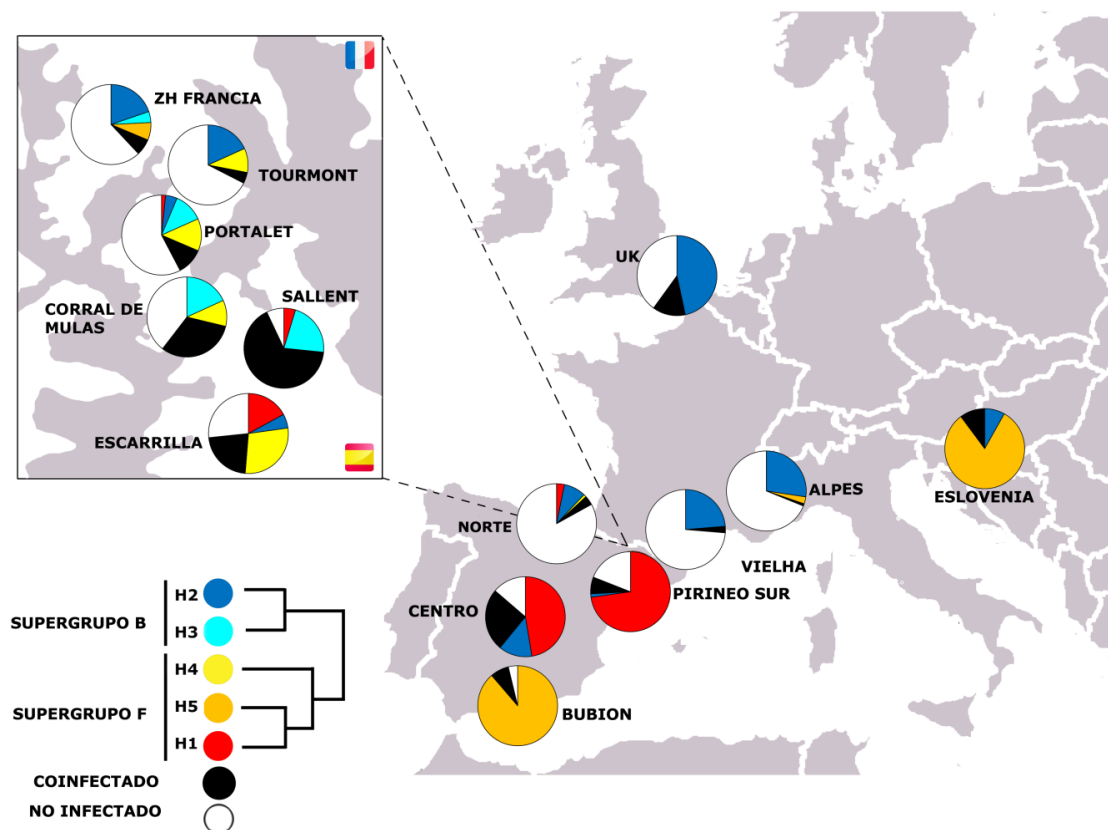 ZH FRANCIA
TOURMONT
PORTALET
CORRAL DE
MULAS
SALLENT
ESCARRILLA
UK
ESLOVENIA
ALPES
NORTE
VIELHA
PIRINEO SUR
CENTRO
BUBION
SUPERGRUPO B
H2
H3
SUPERGRUPO F
H4
H5
H1
COINFECTADO
NO INFECTADO